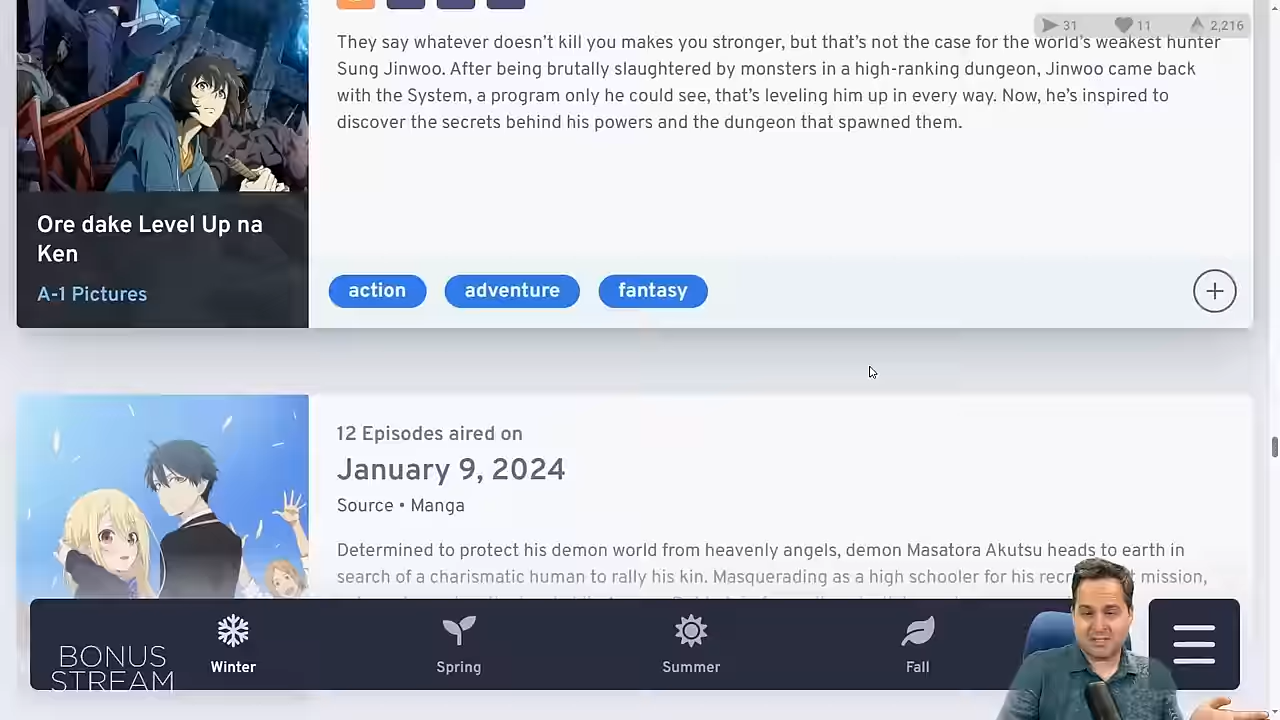 31 11 2,216
They say whatever doesn't kill you makes you stronger, but that's not the case for the world's weakest hunter
Sung Jinwoo. After being brutally slaughtered by monsters in a high-ranking dungeon, Jinwoo came back
with the System, a program only he could see, that's leveling him up in every way. Now, he's inspired to
discover the secrets behind his powers and the dungeon that spawned them.
Ore dake Level Up na
Ken
A-1 Pictures
action adventure fantasy
12 Episodes aired on
January 9, 2024
Source • Manga
Determined to protect his demon world from heavenly angels, demon Masatora Akutsu heads to earth in
search of a charismatic human to rally his kin. Masquerading as a high schooler for his mission,
Winter Spring Summer Fall
BONUS
STREAM